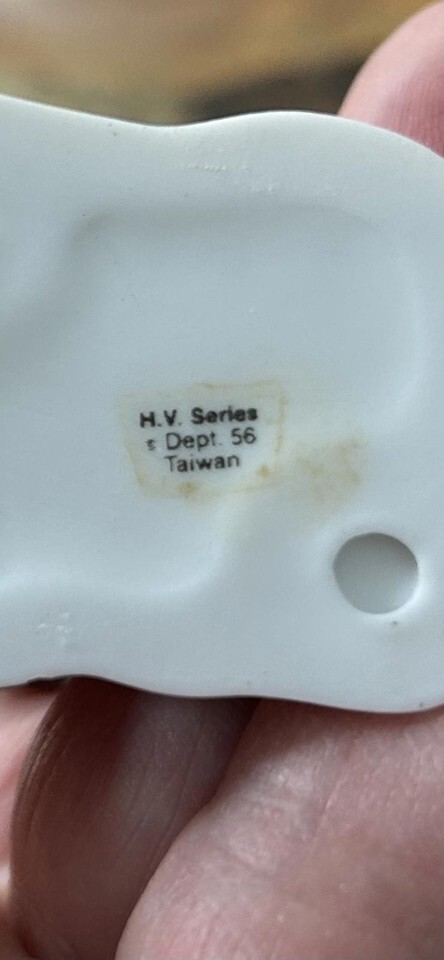 H.V. Series
Dept. 56
Taiwan